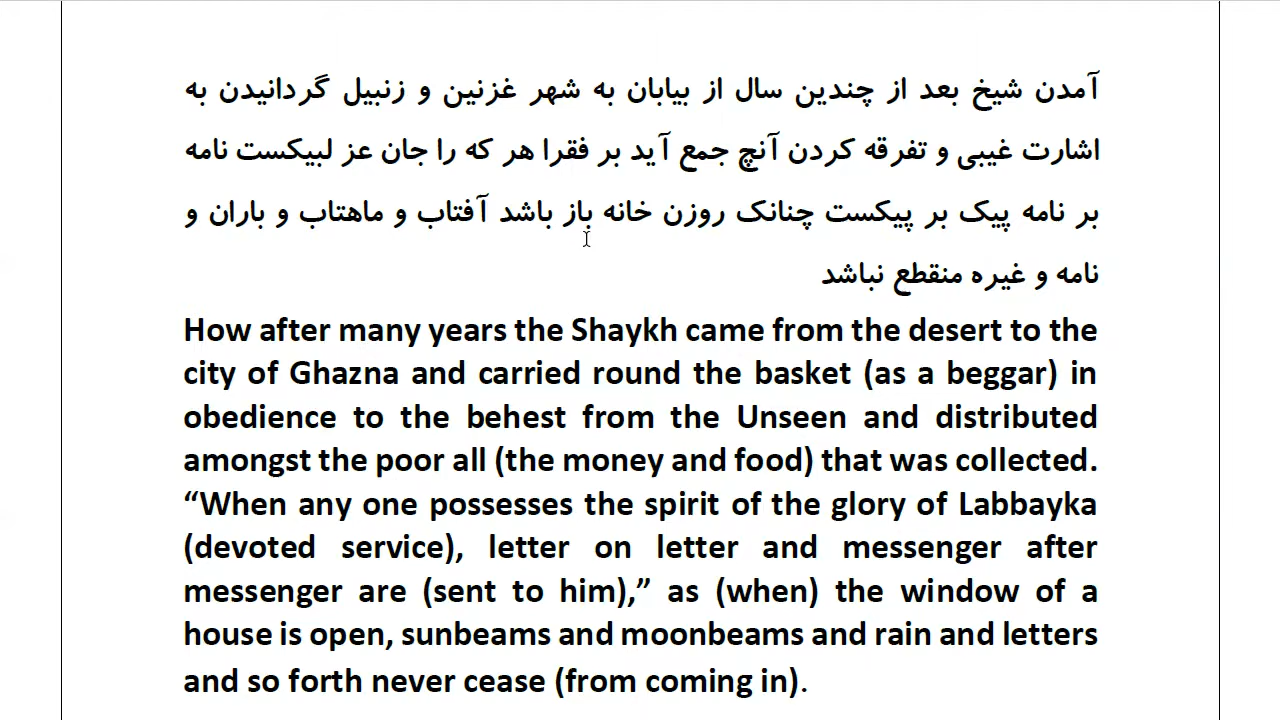 آمدن شیخ بعد از چندین سال از بیابان به شهر غزنین و زنبیل گردانیدن به
اشارت غیبی و تفرقه کردن آنچ جمع آید بر فقرا هر که را جان عز لبیکست نامه
بر نامه پیک بر پیکست چنانک روزن خانه باز باشد آفتاب و ماهتاب و باران و
نامه و غیره منقطع نباشد
How after many years the Shaykh came from the desert to the
city of Ghazna and carried round the basket (as a beggar) in
obedience to the behest from the Unseen and distributed
amongst the poor all (the money and food) that was collected.
“When any one possesses the spirit of the glory of Labbayka
(devoted service), letter on letter and messenger after
messenger are (sent to him),” as (when) the window of a
house is open, sunbeams and moonbeams and rain and letters
and so forth never cease (from coming in).